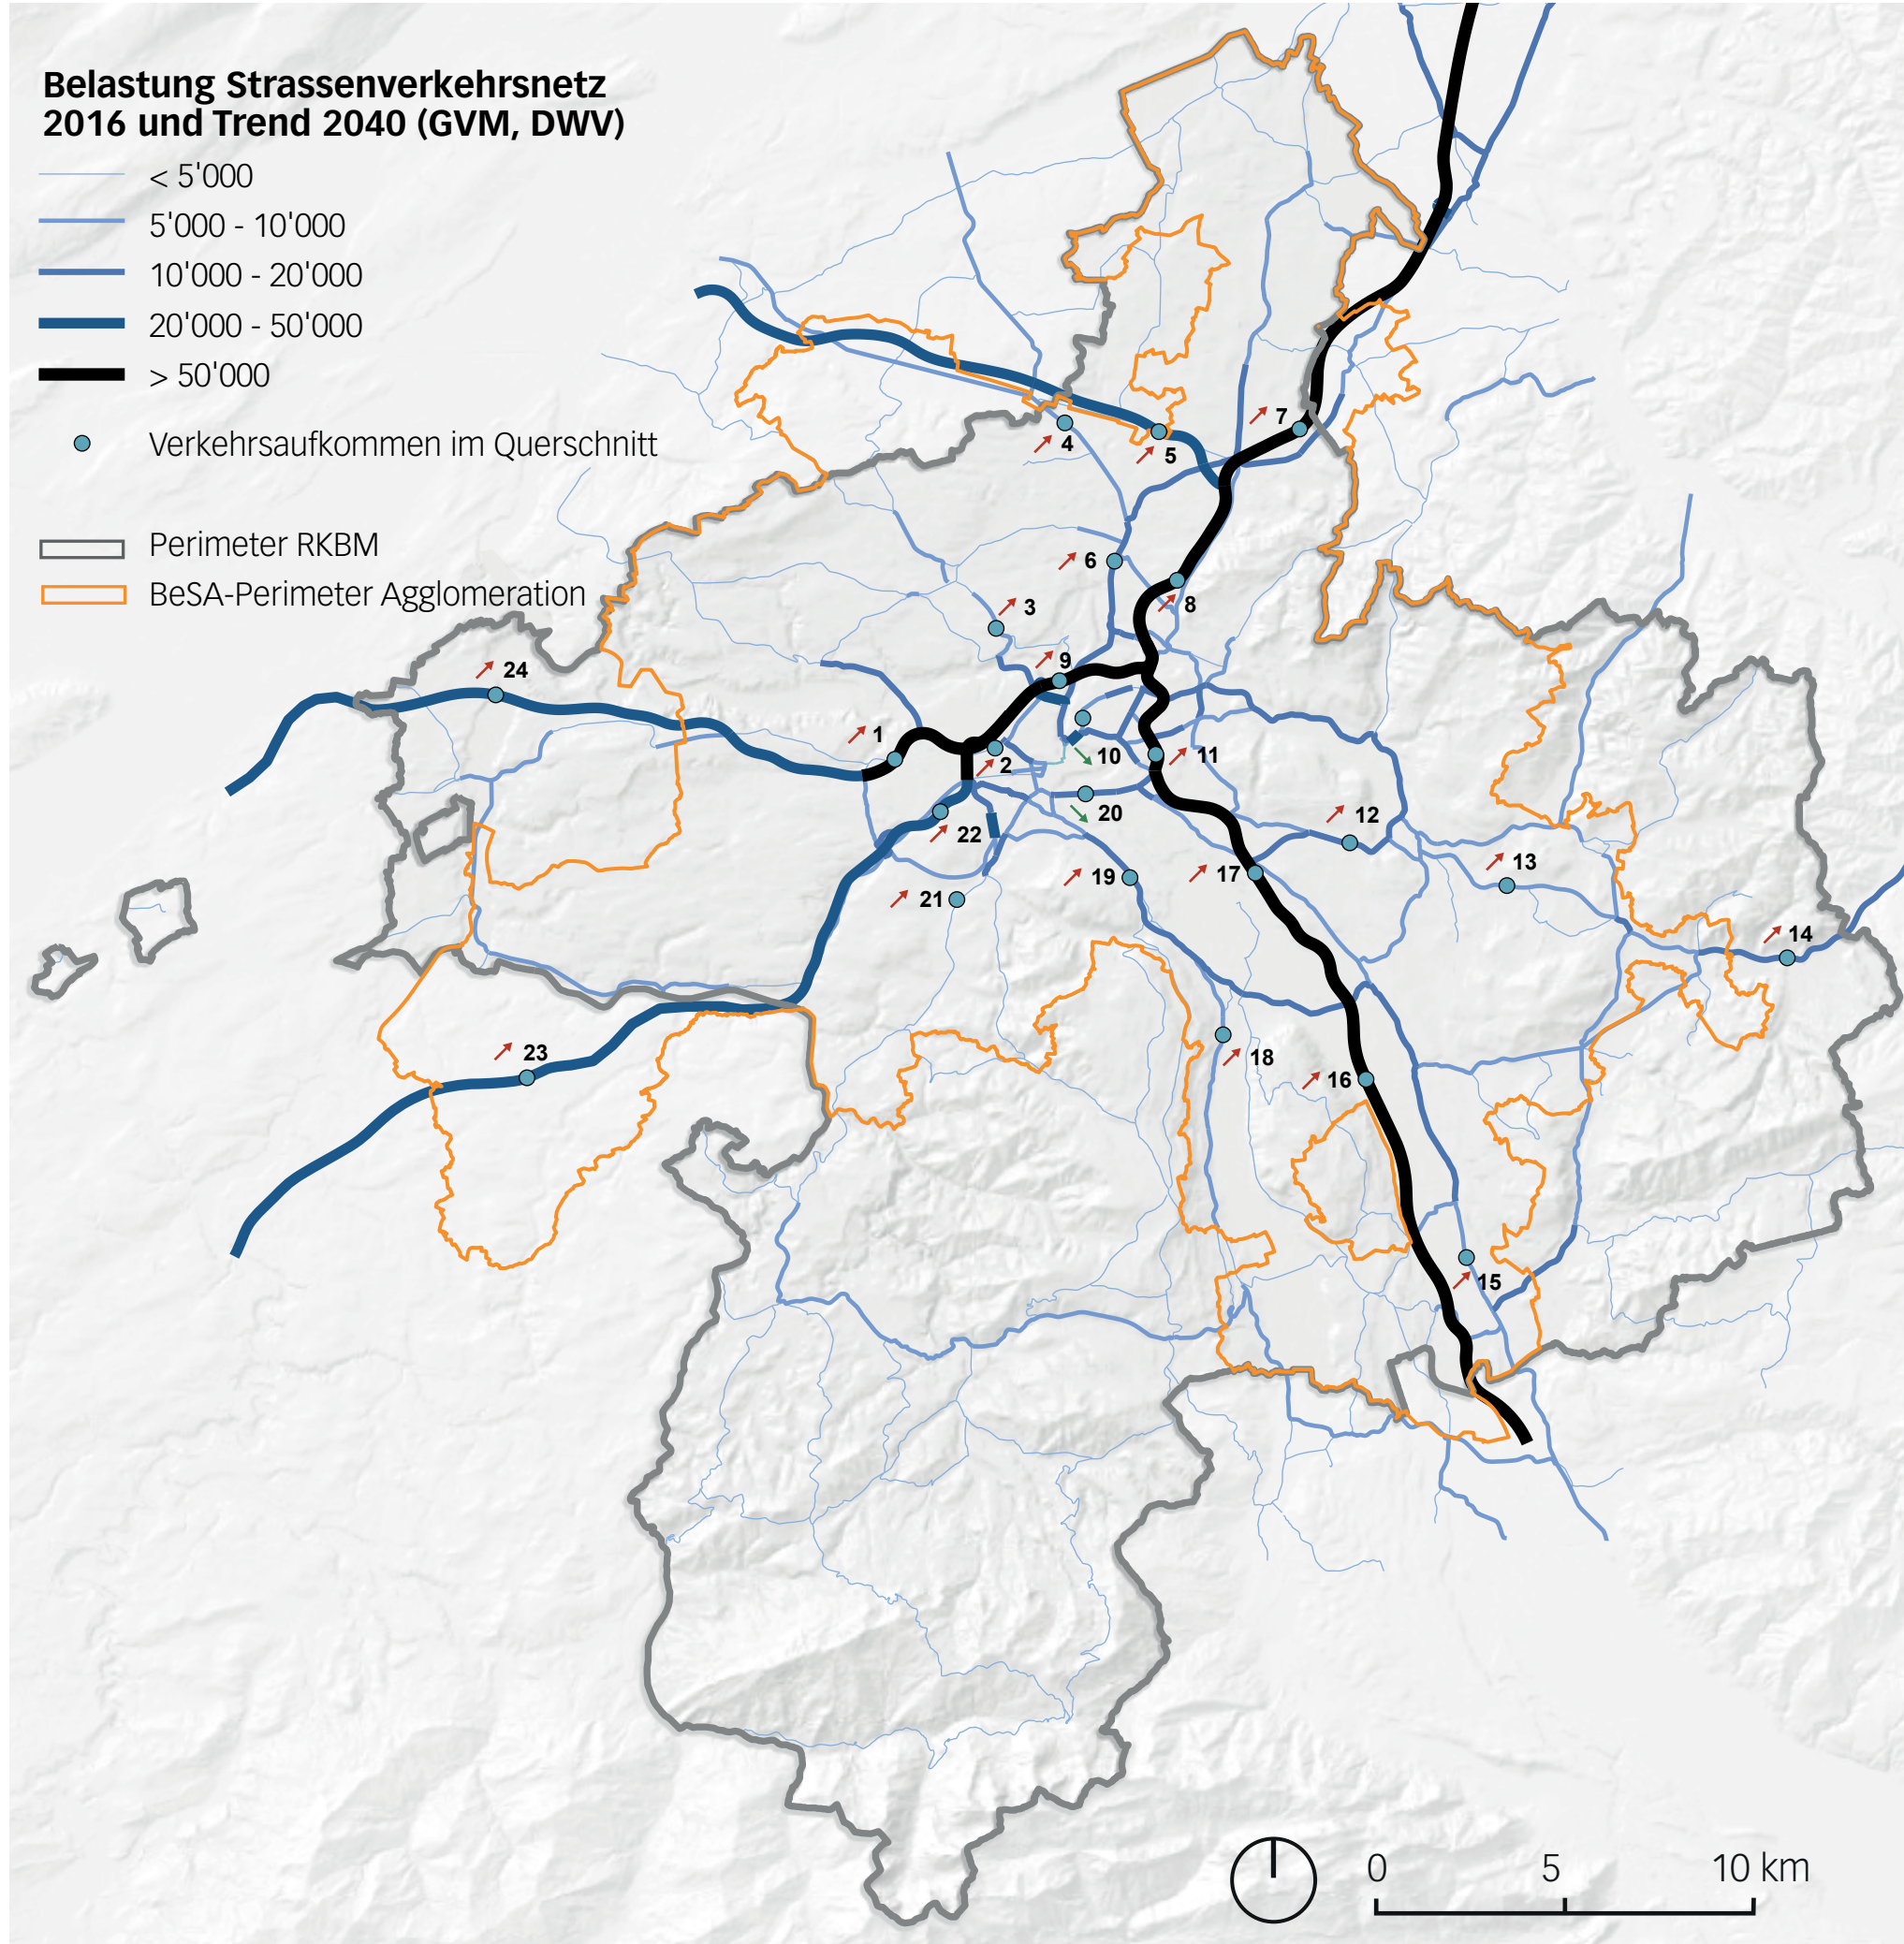 Belastung Strassenverkehrsnetz
2016 und Trend 2040 (GVM, DWV)
< 5'000
5'000 - 10'000
10'000 - 20'000
20'000 - 50'000
> 50'000
Verkehrsaufkommen im Querschnitt
Perimeter RKBM
BeSA-Perimeter Agglomeration
7
4
5
6
8
3
9
24
1
2
10
11
20
12
22
13
19
17
21
14
23
18
16
15
0 5 10 km